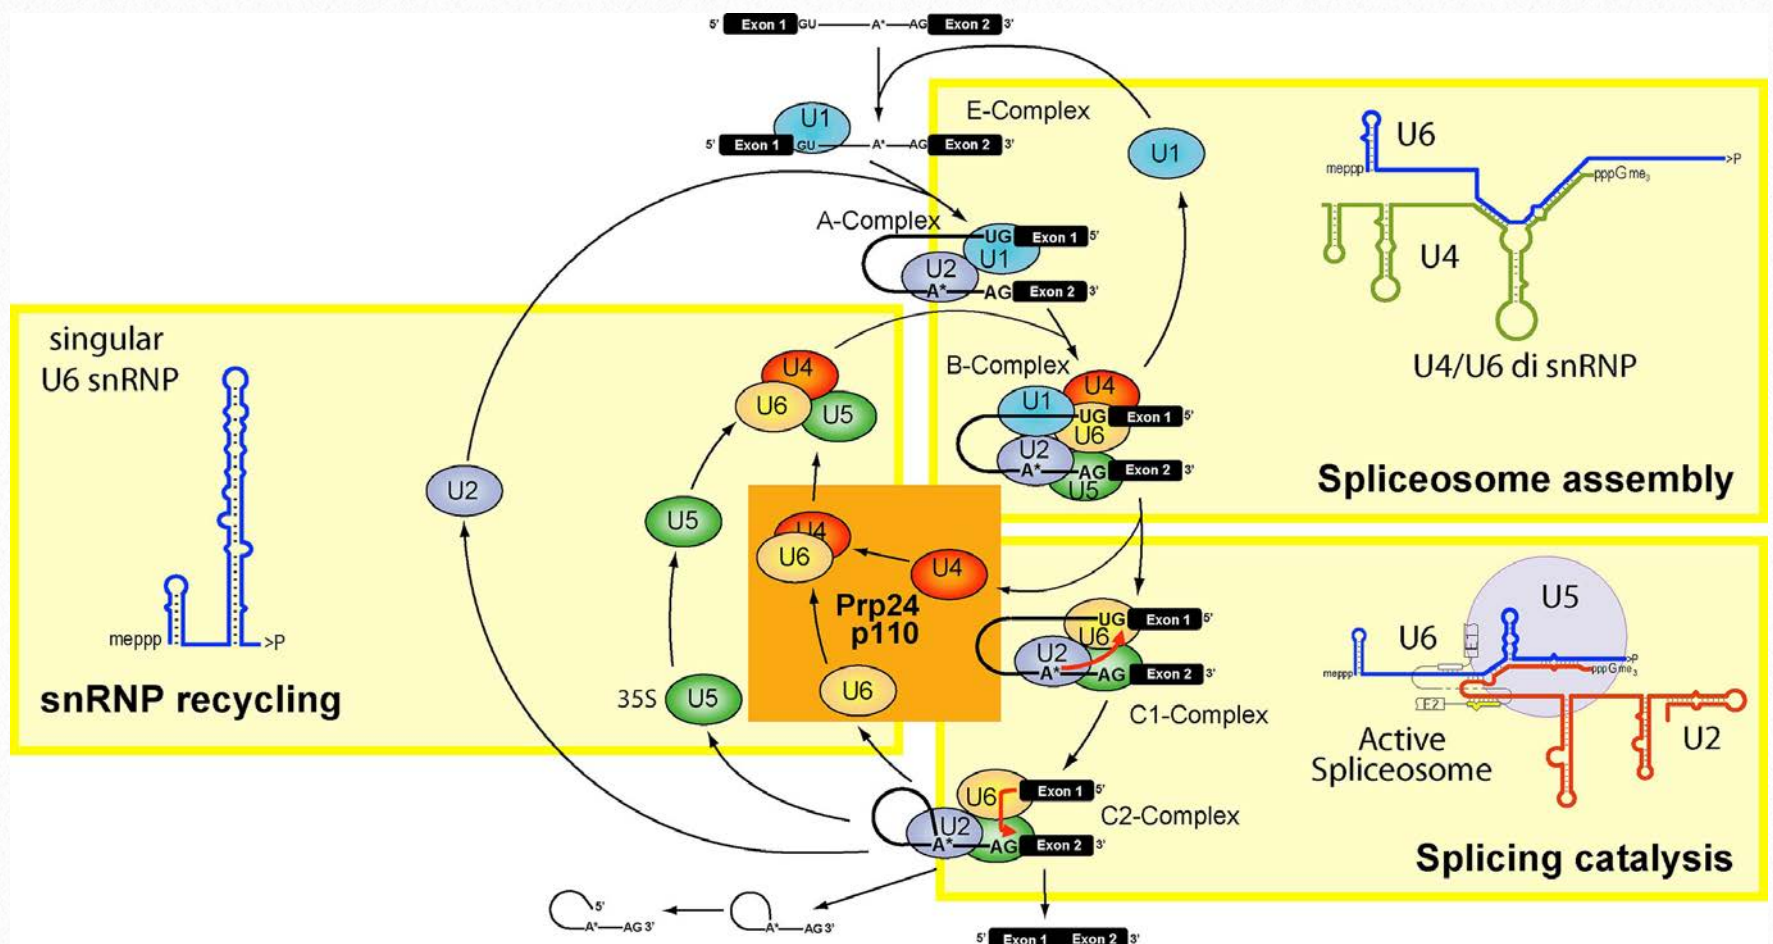 5' Exon 1 GU A* AG Exon 2 3'
U1
5' Exon 1 GU A* AG Exon 2 3'
E-Complex
U1
A-Complex
UG Exon 1 5'
U1
U2
A* AG Exon 2 3'
B-Complex
U4
U1
UG Exon 1 5'
U6
U2
A* AG Exon 2 3'
U5
U6
meppp
>P
pppG me3
U4
U4/U6 di snRNP
Spliceosome assembly
singular
U6 snRNP
meppp
>P
snRNP recycling
U2
U4
U6
U5
U5
35S U5
U4
U6
U4
Prp24
p110
U6
UG Exon 1 5'
U6
U2
A* AG Exon 2 3'
C1-Complex
U6 Exon 1 5'
C2-Complex
U2
A* AG Exon 2 3'
U5
U6
E1
>P
meppp
pppG me3
E2
U2
Active
Spliceosome
Splicing catalysis
5'
A* AG 3'
A* AG 3'
5' Exon 1 Exon 2 3'